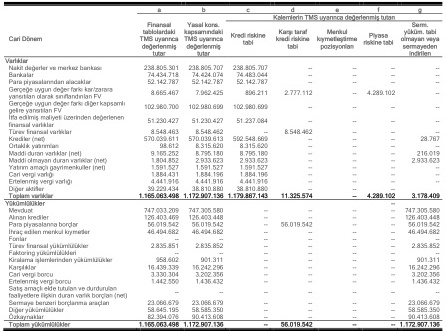 a b c d e f g
Kalemlerin TMS uyarınca değerlenmiş tutarı
Cari Dönem
Finansal tablolardaki TMS uyarınca değerlenmiş tutar
Yasal kons. kapsamındaki TMS uyarınca değerlenmiş tutar
Kredi riskine tabi
Karşı taraf kredi riskine tabi
Menkul kıymetleştirme pozisyonları
Piyasa riskine tabi
Serm. yüküm. tabi olmayan veya sermayeden indirilen
Varlıklar
Nakit değerler ve merkez bankası 238.805.301 238.805.707 238.805.707 -- -- -- --
Bankalar 74.434.718 74.424.074 74.483.044 -- -- -- --
Para piyasalarından alacaklar 52.142.787 52.142.787 52.142.787 -- -- -- --
Gerçeğe uygun değer farkı kar/zarara
yansıtılan olarak sınıflandırılan FV 8.665.467 7.962.425 896.211 2.777.112 -- 4.289.102 --
Gerçeğe uygun değer farkı diğer kapsamlı
gelire yansıtılan FV 102.980.700 102.980.699 102.980.699 -- -- -- --
İtfa edilmiş maliyeti üzerinden değerlenen
finansal varlıklar 51.230.427 51.230.427 51.237.084 -- -- -- --
Türev finansal varlıklar 8.548.463 8.548.462 -- 8.548.462 -- -- --
Krediler (net) 570.039.611 570.039.613 592.548.669 -- -- -- 28.767
Ortaklık yatırımları 98.612 8.315.620 8.315.620 -- -- -- --
Maddi duran varlıklar (net) 9.165.252 8.795.180 8.795.180 -- -- -- 216.019
Maddi olmayan duran varlıklar (net) 1.804.852 2.933.623 2.933.623 -- -- -- 2.933.623
Yatırım amaçlı gayrimenkuller (net) 1.591.527 1.591.527 1.591.527 -- -- -- --
Cari vergi varlığı 1.884.431 1.884.196 1.884.196 -- -- -- --
Ertelenmiş vergi varlığı 4.441.916 4.441.916 4.441.916 -- -- -- --
Diğer aktifler 39.229.434 38.810.880 38.810.880 -- -- -- --
Toplam varlıklar 1.165.063.498 1.172.907.136 1.179.867.143 11.325.574 -- 4.289.102 3.178.409
Yükümlülükler --
Mevduat 747.033.209 747.305.580 -- -- -- -- 747.305.580
Alınan krediler 126.403.469 126.403.448 -- -- -- -- 126.403.448
Para piyasalarına borçlar 56.019.542 56.019.542 -- 56.019.542 -- -- 56.019.542
İhraç edilen menkul kıymetler 46.494.682 46.494.682 -- -- -- -- 46.494.682
Fonlar -- -- -- -- -- -- --
Türev finansal yükümlülükler 2.835.851 2.835.852 -- -- -- -- 2.835.852
Faktoring yükümlülükleri -- -- -- -- -- -- --
Kiralama işlemlerinden yükümlülükler 958.602 901.311 -- -- -- -- 901.311
Karşılıklar 16.439.339 16.242.296 -- -- -- -- 16.242.296
Cari vergi borcu 3.330.304 3.202.356 -- -- -- -- 3.202.356
Ertelenmiş vergi borcu 1.442.550 1.436.432 -- -- -- -- 1.436.432
Satış amaçlı elde tutulan ve durdurulan
faaliyetlere ilişkin duran varlık borçları (net) -- -- -- -- -- -- --
Sermaye benzeri borçlanma araçları 23.066.679 23.066.679 -- -- -- -- 23.066.679
Diğer yükümlülükler 58.645.195 58.585.350 -- -- -- -- 58.585.350
Özkaynaklar 82.394.076 90.413.608 -- -- -- -- 90.413.608
Toplam yükümlülükler 1.165.063.498 1.172.907.136 -- 56.019.542 -- -- 1.172.907.136